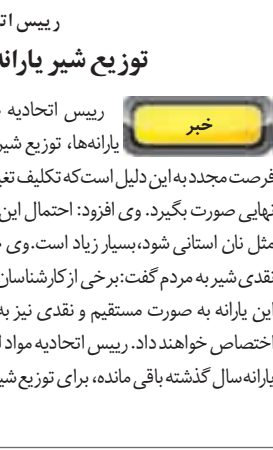 رییس
توزیع شیر یارانه
خبر
رییس اتحادیه
یارانه‌ها، توزیع شیر
فرصت مجدد به این دلیل است که تکلیف
نهایی صورت بگیرد. وی افزود: احتمال این
مثل نان استانی شود، بسیار زیاد است. وی
نقدی شیر به مردم گفت: برخی از کارشناسان
این یارانه به صورت مستقیم و نقدی نیز به
اختصاص خواهند داد. رییس اتحادیه مواد
یارانه سال گذشته باقی مانده، برای توزیع شیر